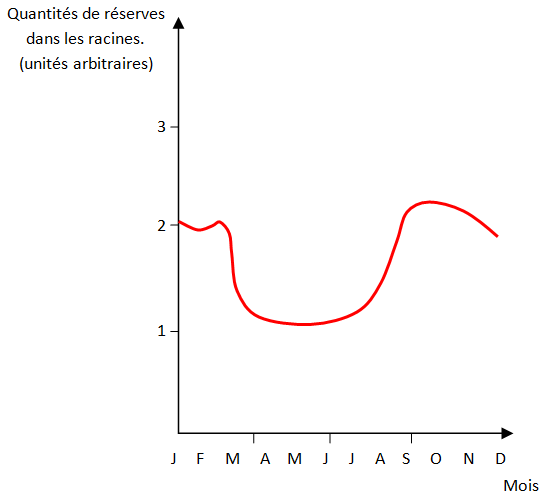 Quantités de réserves
dans les racines.
(unités arbitraires)
3
2
1
J F M A M J J A S O N D
Mois